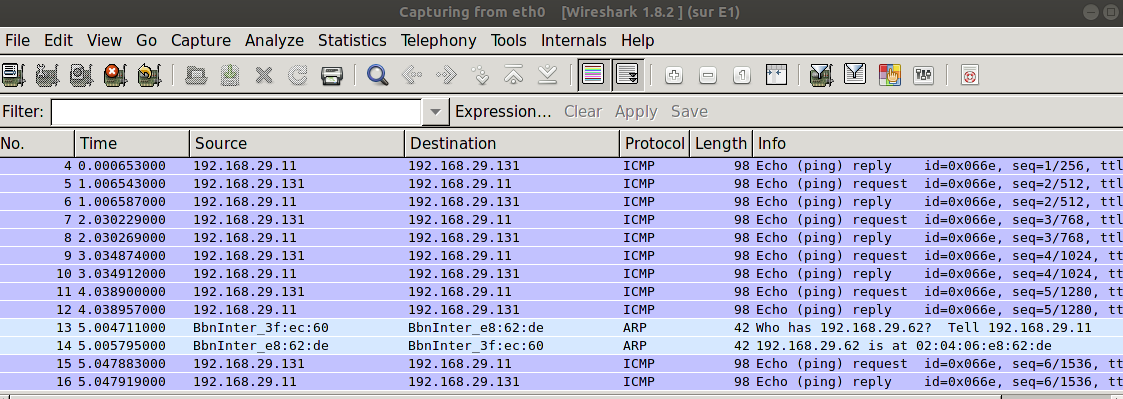 Capturing from eth0 [Wireshark 1.8.2 ] (sur E1)
File Edit View Go Capture Analyze Statistics Telephony Tools Internals Help
Filter: Expression... Clear Apply Save
No. Time Source Destination Protocol Length Info
4 0.000653000 192.168.29.11 192.168.29.131 ICMP 98 Echo (ping) reply id=0x066e, seq=1/256, ttl
5 1.006543000 192.168.29.131 192.168.29.11 ICMP 98 Echo (ping) request id=0x066e, seq=2/512, ttl
6 1.006587000 192.168.29.11 192.168.29.131 ICMP 98 Echo (ping) reply id=0x066e, seq=2/512, ttl
7 2.030229000 192.168.29.131 192.168.29.11 ICMP 98 Echo (ping) request id=0x066e, seq=3/768, ttl
8 2.030269000 192.168.29.11 192.168.29.131 ICMP 98 Echo (ping) reply id=0x066e, seq=3/768, ttl
9 3.034874000 192.168.29.131 192.168.29.11 ICMP 98 Echo (ping) request id=0x066e, seq=4/1024, tt
10 3.034912000 192.168.29.11 192.168.29.131 ICMP 98 Echo (ping) reply id=0x066e, seq=4/1024, tt
11 4.038900000 192.168.29.131 192.168.29.11 ICMP 98 Echo (ping) request id=0x066e, seq=5/1280, tt
12 4.038957000 192.168.29.11 192.168.29.131 ICMP 98 Echo (ping) reply id=0x066e, seq=5/1280, tt
13 5.004711000 BbnInter_3f:ec:60 BbnInter_e8:62:de ARP 42 Who has 192.168.29.62? Tell 192.168.29.11
14 5.005795000 BbnInter_e8:62:de BbnInter_3f:ec:60 ARP 42 192.168.29.62 is at 02:04:06:e8:62:de
15 5.047883000 192.168.29.131 192.168.29.11 ICMP 98 Echo (ping) request id=0x066e, seq=6/1536, tt
16 5.047919000 192.168.29.11 192.168.29.131 ICMP 98 Echo (ping) reply id=0x066e, seq=6/1536, tt